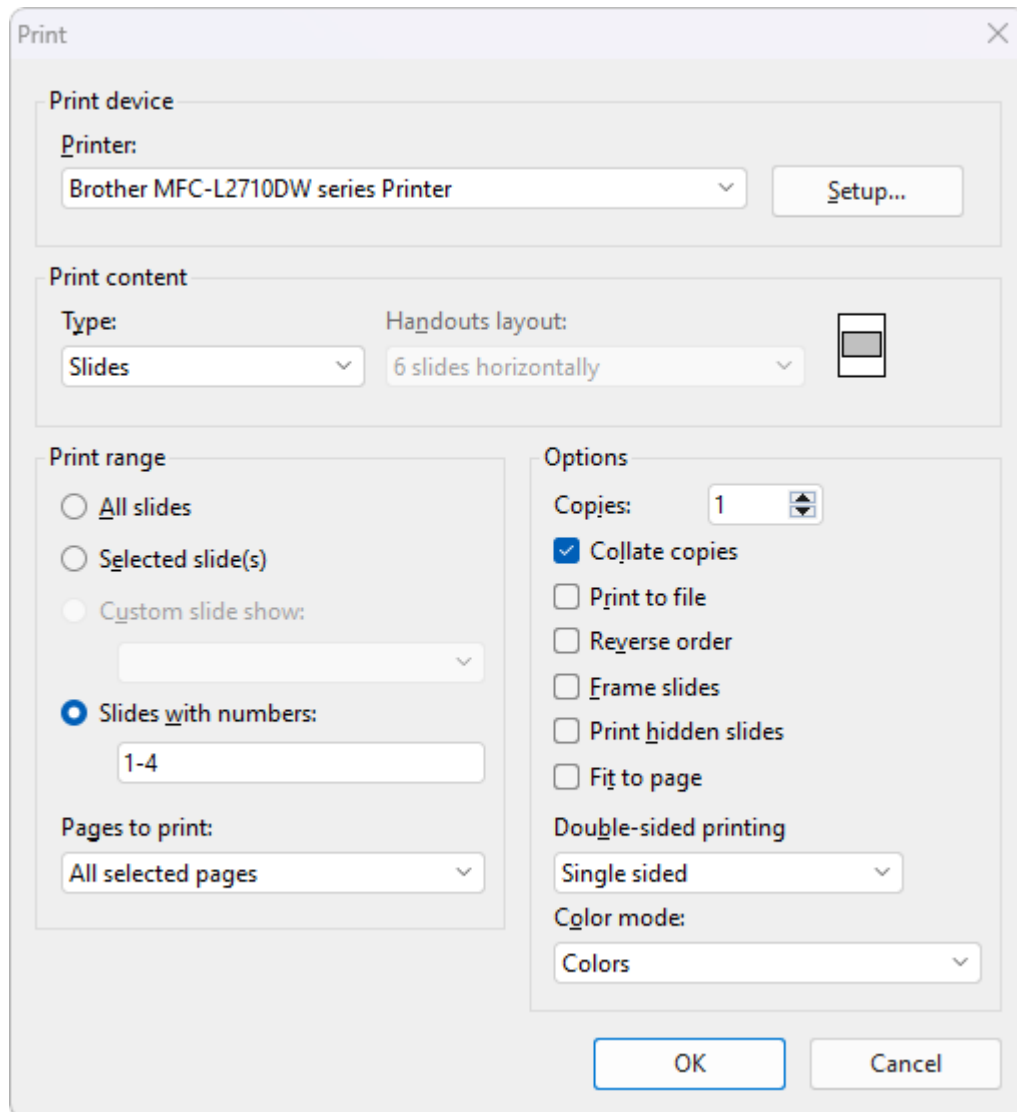 Print
Print device
Printer:
Brother MFC-L2710DW series Printer
Setup...
Print content
Type:
Handouts layout:
Slides
6 slides horizontally
Print range
All slides
Selected slide(s)
Custom slide show:
Slides with numbers:
1-4
Pages to print:
All selected pages
Options
Copies:
1
Collate copies
Print to file
Reverse order
Frame slides
Print hidden slides
Fit to page
Double-sided printing
Single sided
Color mode:
Colors
OK
Cancel